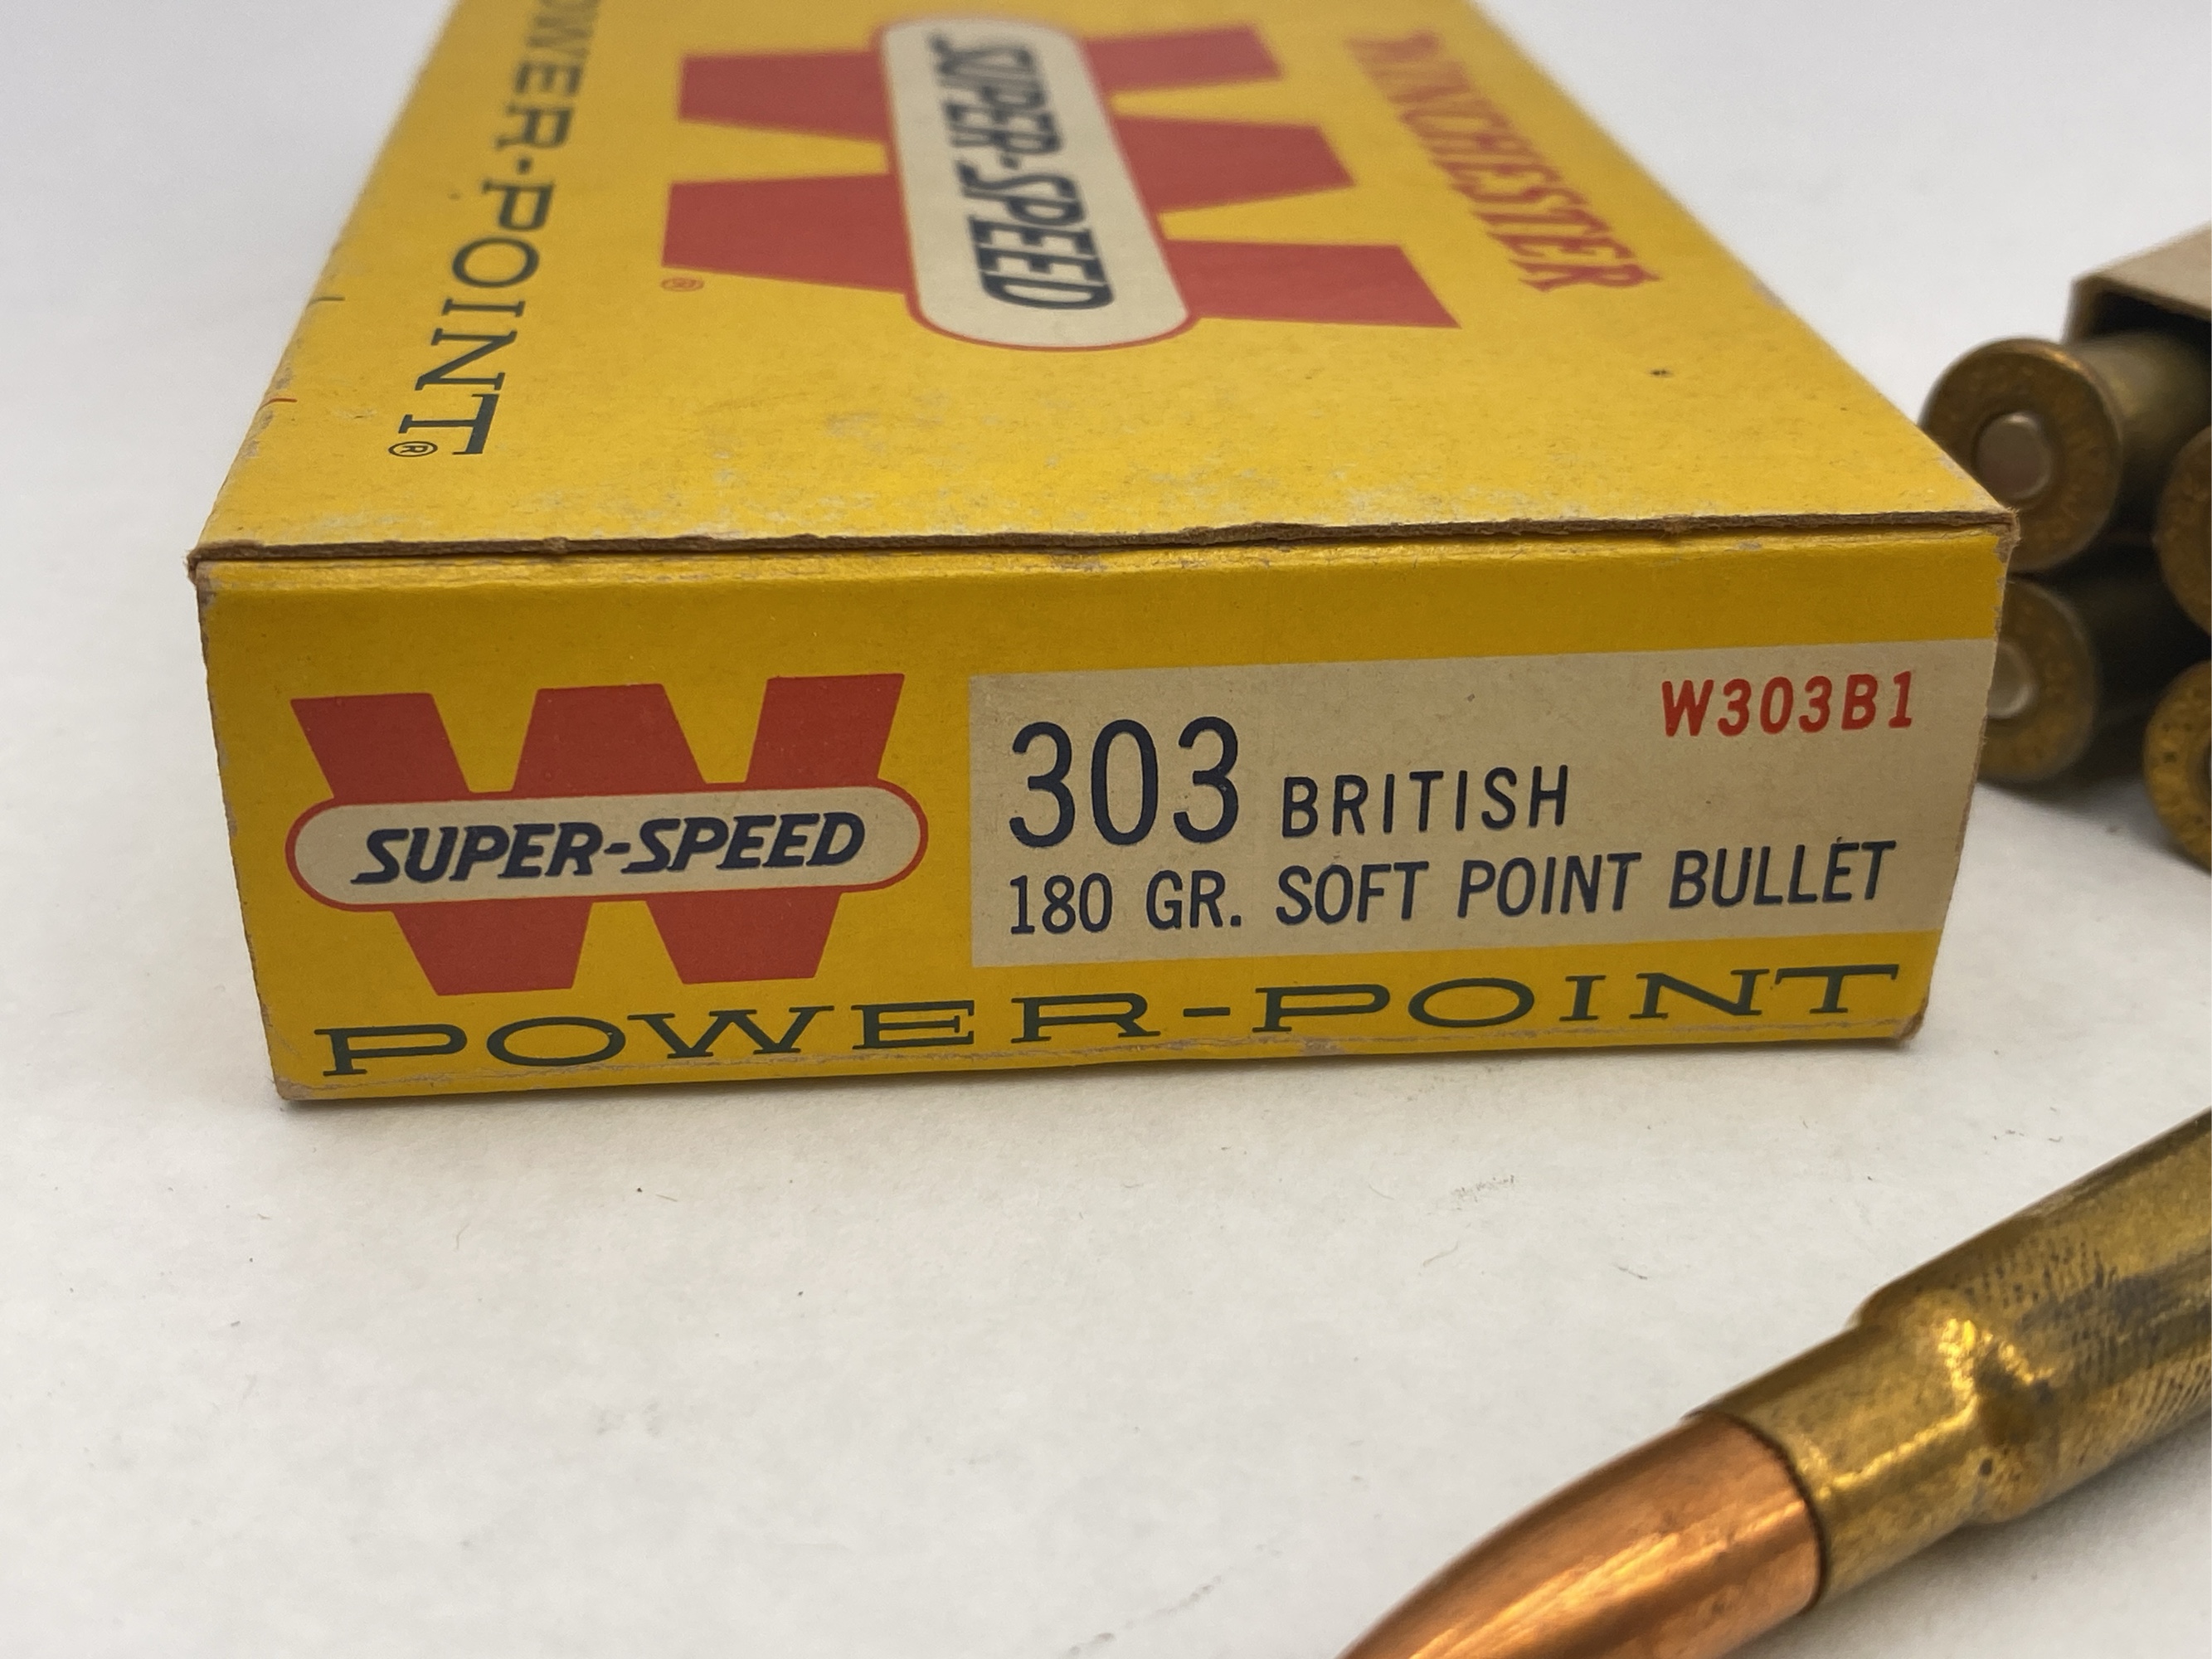 POWER-POINT®
SUPER-SPEED
®
WINCHESTER
W
SUPER-SPEED
W303B1
303 BRITISH
180 GR. SOFT POINT BULLET
POWER-POINT